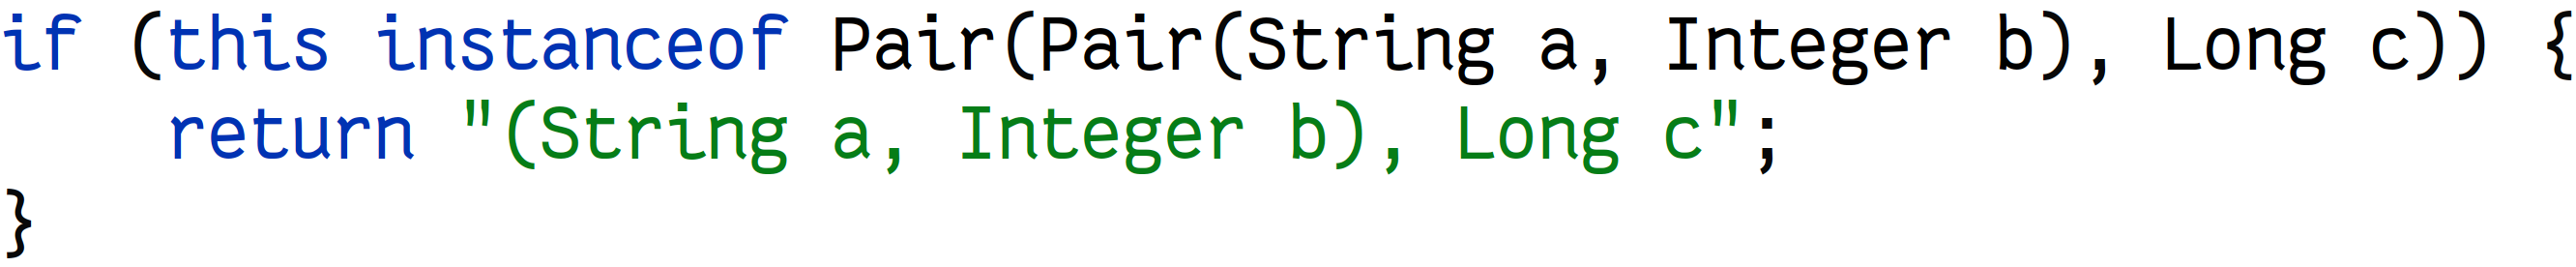 if (this instanceof Pair(Pair(String a, Integer b), Long c)) {
    return "(String a, Integer b), Long c";
}